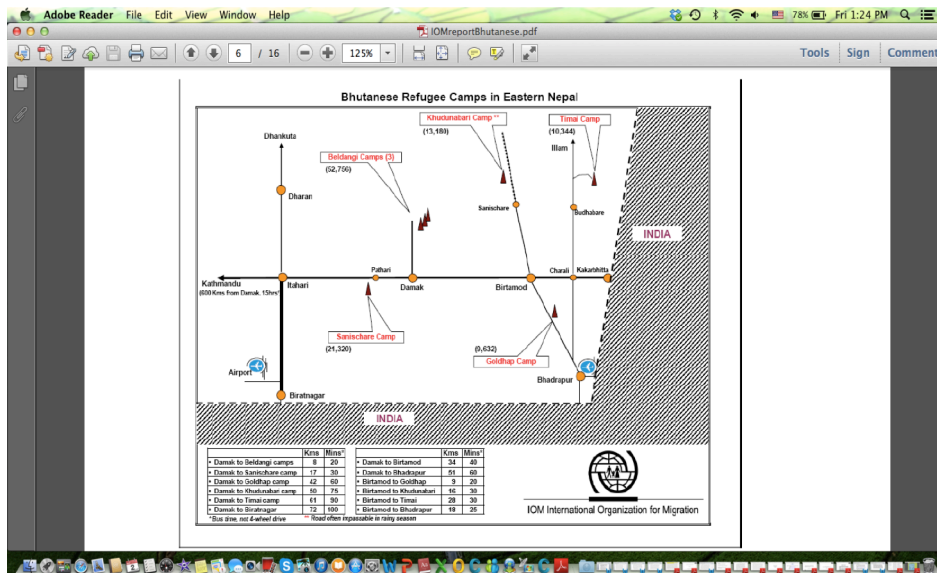 Adobe Reader File Edit View Window Help
78% Fri 1:24 PM
IOMreportBhutanese.pdf
6 / 16
125%
Tools Sign Comment
Bhutanese Refugee Camps in Eastern Nepal
Khudunabari Camp **
(13,180)
Timai Camp
(10,344)
Dhankuta
Illam
Beldangi Camps (3)
(52,756)
Dharan
Sanischare
Budhabare
INDIA
Pathari
Charali
Kakarbhitta
Kathmandu
(600 Kms from Damak, 15hrs*)
Itahari
Damak
Birtamod
Sanischare Camp
(21,320)
(9,632)
Goldhap Camp
Airport
Bhadrapur
Biratnagar
INDIA
Kms Mins*
• Damak to Beldangi camps 8 20
• Damak to Sanischare camp 17 30
• Damak to Goldhap camp 42 60
• Damak to Khudunabari camp 50 75
• Damak to Timai camp 61 90
• Damak to Biratnagar 72 100
Kms Mins*
• Damak to Birtamod 34 40
• Damak to Bhadrapur 51 60
• Birtamod to Goldhap 9 20
• Birtamod to Khudunabari 16 30
• Birtamod to Timai 28 30
• Birtamod to Bhadrapur 18 25
*Bus time, not 4-wheel drive ** Road often impassable in rainy season
IOM International Organization for Migration